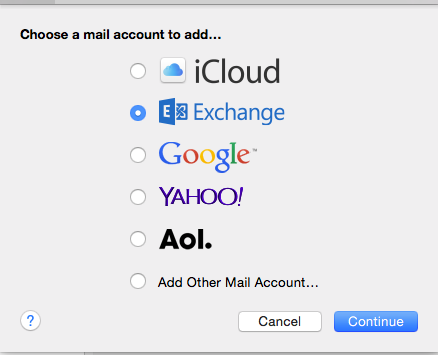 Choose a mail account to add...
iCloud
E Exchange
Google™
YAHOO!
Aol.
Add Other Mail Account...
? Cancel Continue